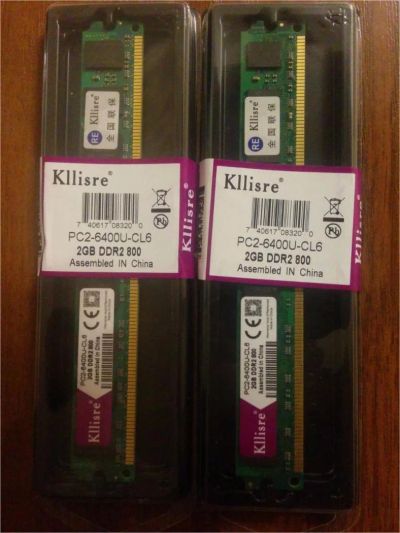 Kllisre®
全国联保
RE
Kllisre®
7 40617 08320 0
PC2-6400U-CL6
2GB DDR2 800
Assembled IN China
Kllisre®
PC2-6400U-CL6
2GB DDR2 800
Assembled in China
Kllisre®
Kllisre®
全国联保
RE
Kllisre®
7 40617 08320 0
PC2-6400U-CL6
2GB DDR2 800
Assembled IN China
Kllisre®
PC2-6400U-CL6
2GB DDR2 800
Assembled in China
Kllisre®